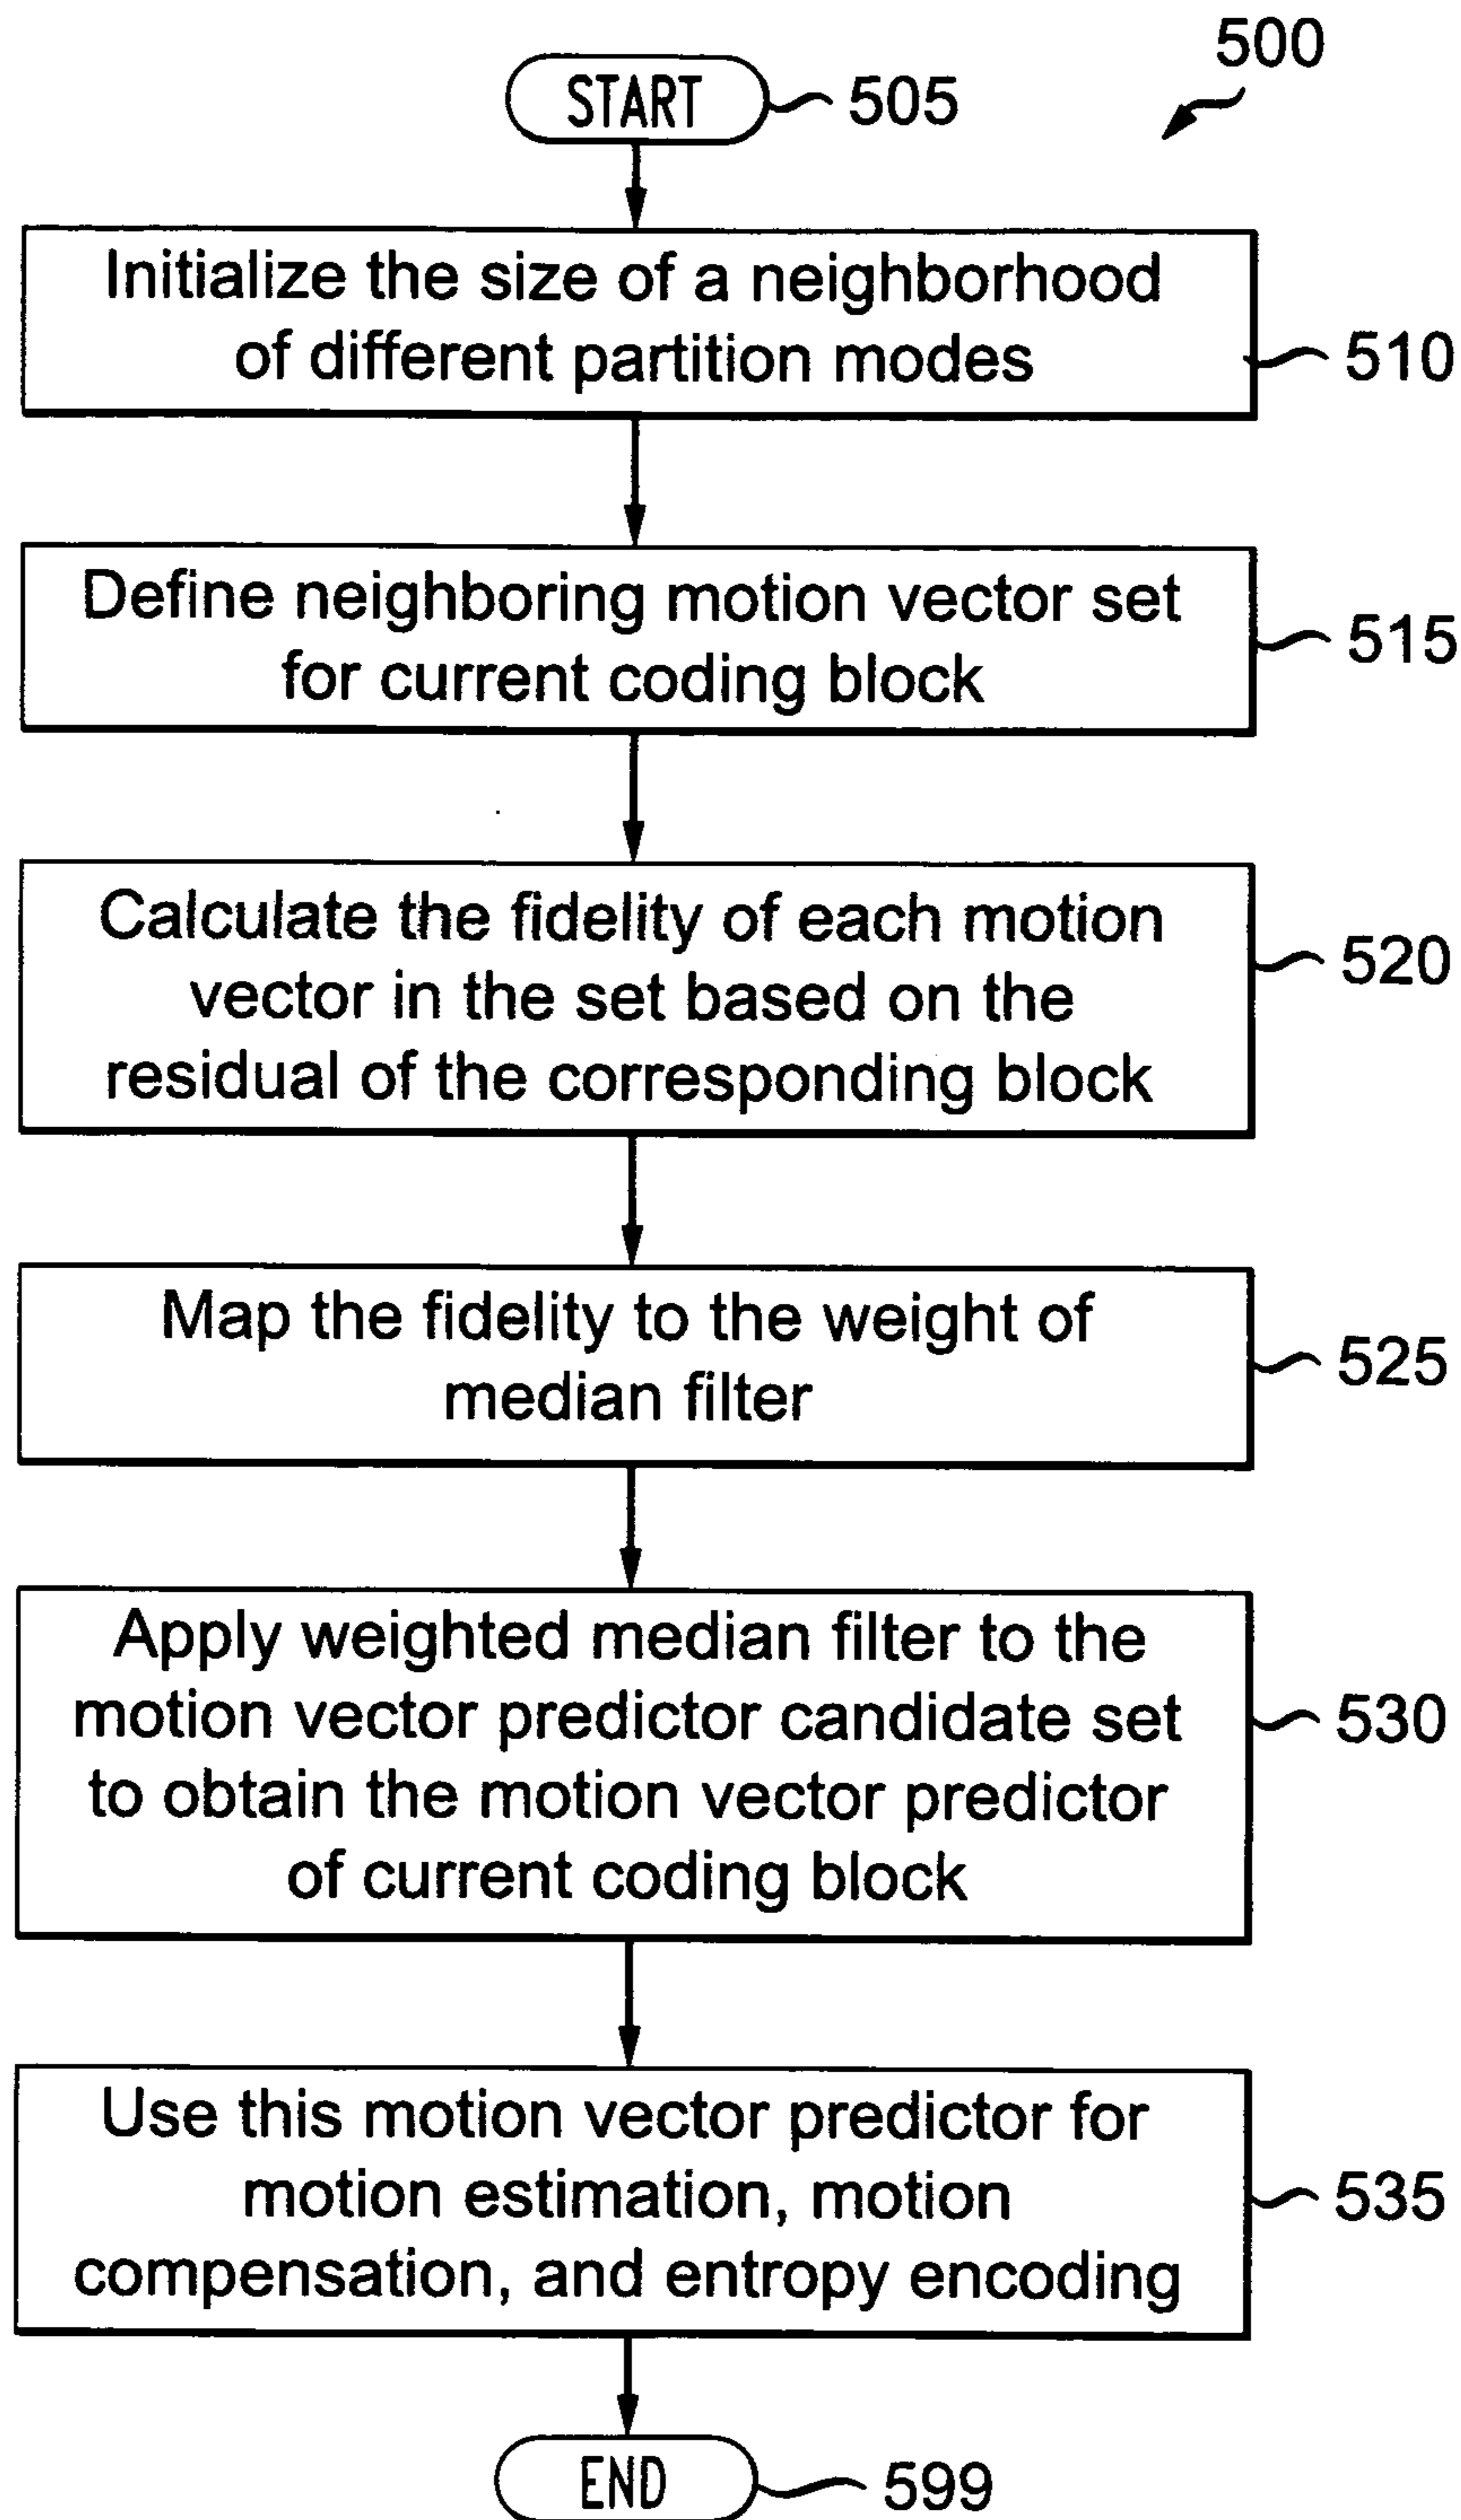 500
START
505
Initialize the size of a neighborhood
of different partition modes
510
Define neighboring motion vector set
for current coding block
515
Calculate the fidelity of each motion
vector in the set based on the
residual of the corresponding block
520
Map the fidelity to the weight of
median filter
525
Apply weighted median filter to the
motion vector predictor candidate set
to obtain the motion vector predictor
of current coding block
530
Use this motion vector predictor for
motion estimation, motion
compensation, and entropy encoding
535
END
599